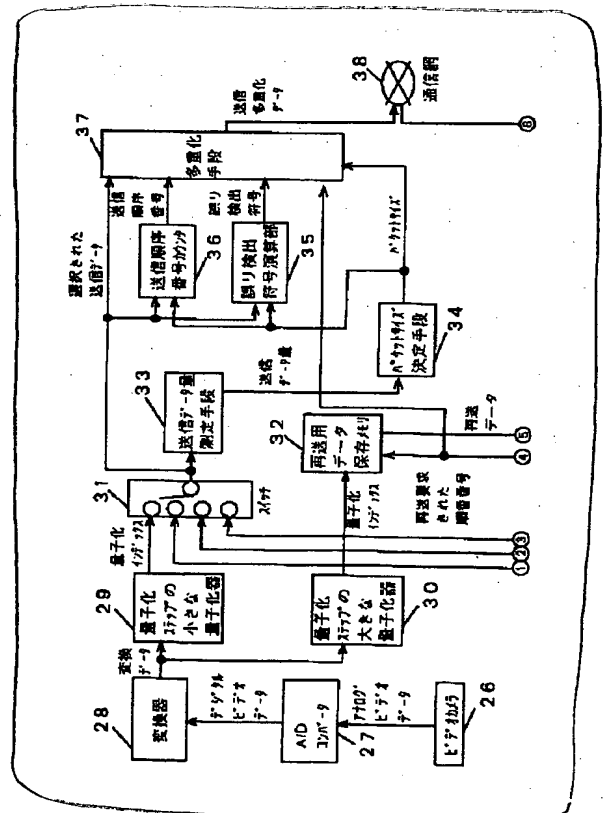 26
ビデオカメラ
アナログ
ビデオ
データ
27
A/D
コンバータ
デジタル
ビデオ
データ
28
変換器
変換
データ
29
量子化
ステップの
小さな
量子化器
30
量子化
ステップの
大きな
量子化器
量子化
インデックス
量子化
インデックス
31
スイッチ
①
②
③
32
再送用
データ
保存メモリ
再送要求
された
順番番号
④
再送
データ
⑤
33
送信データ量
測定手段
送信
データ量
34
パケットサイズ
決定手段
パケットサイズ
選択された
送信データ
36
送信順序
番号カウンタ
35
誤り検出
符号演算部
送信
順序
番号
誤り
検出
符号
37
多重化
手段
送信
多重化
データ
38
通信網
⑧